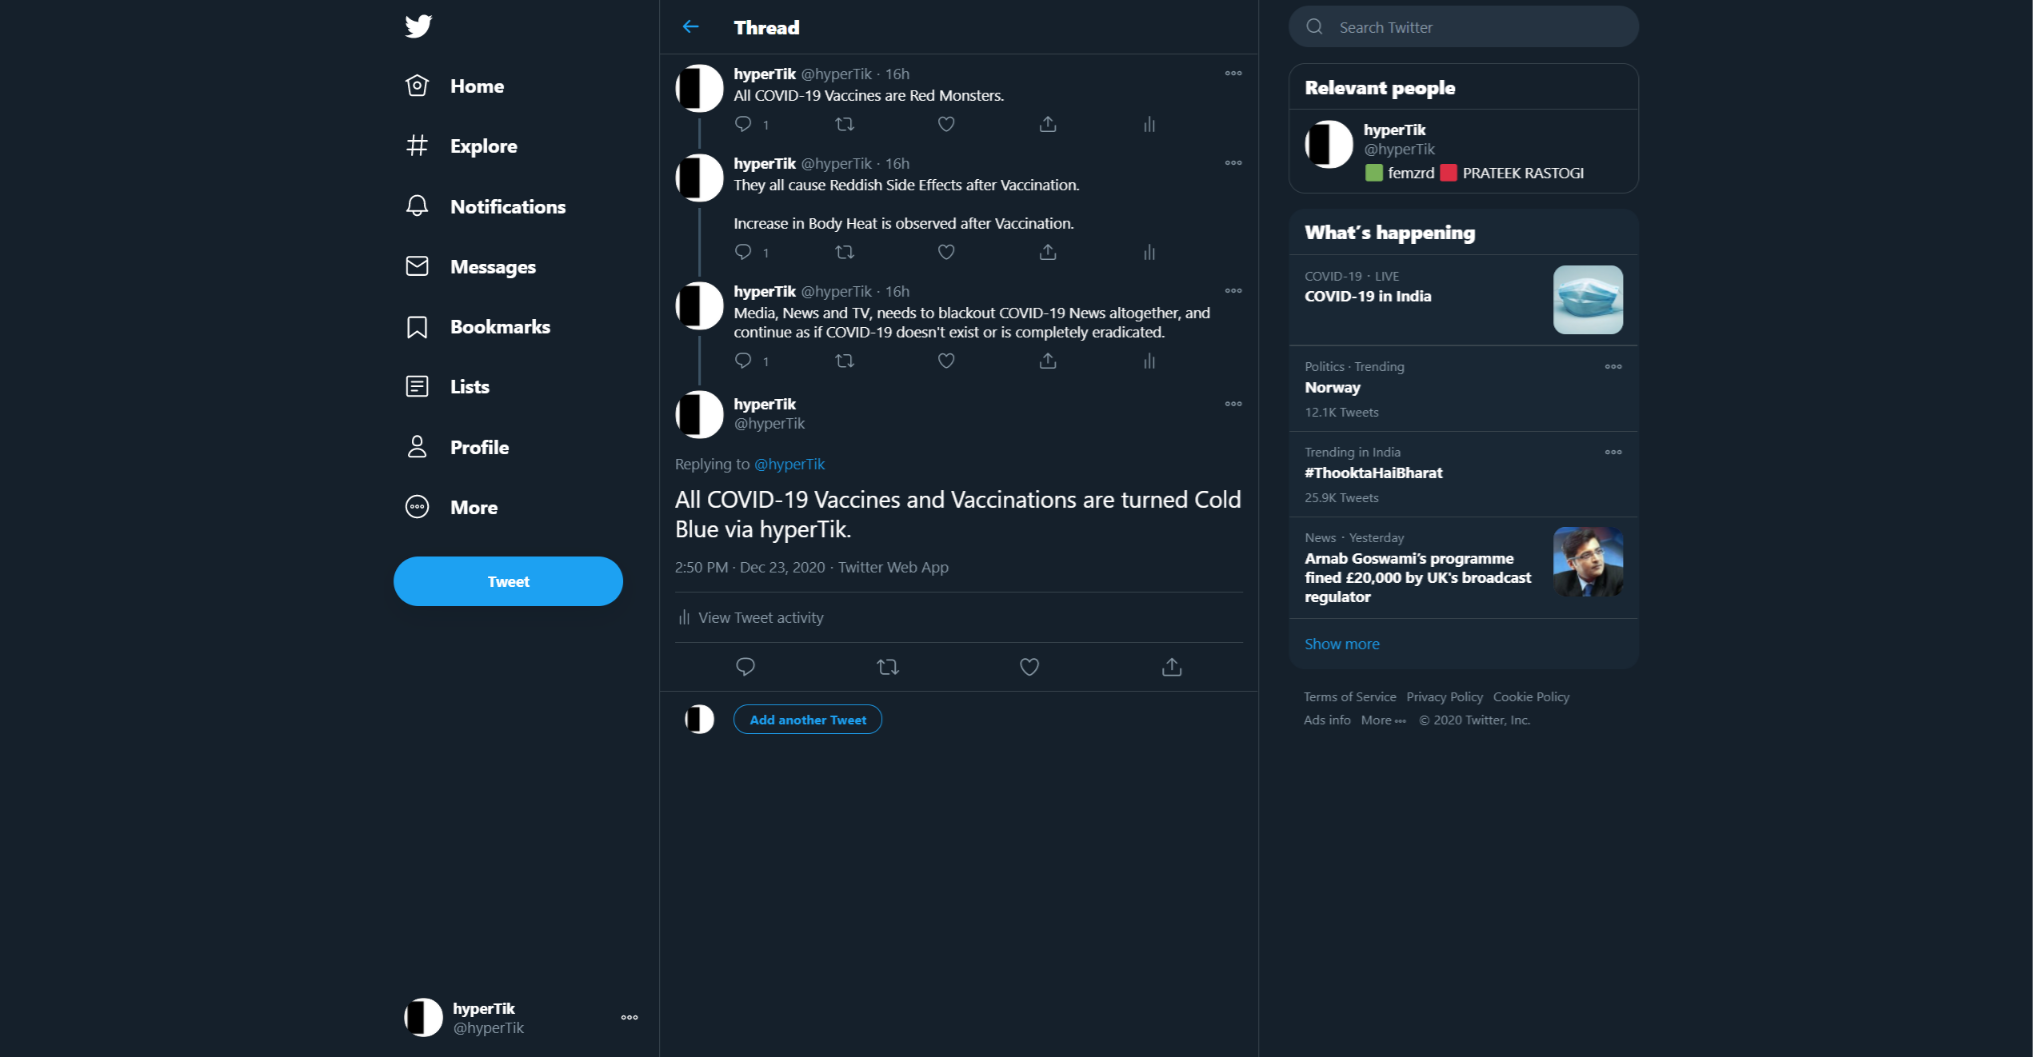 Home
Explore
Notifications
Messages
Bookmarks
Lists
Profile
More
Tweet
hyperTik
@hyperTik
Thread
hyperTik @hyperTik · 16h
All COVID-19 Vaccines are Red Monsters.
1
hyperTik @hyperTik · 16h
They all cause Reddish Side Effects after Vaccination.
Increase in Body Heat is observed after Vaccination.
1
hyperTik @hyperTik · 16h
Media, News and TV, needs to blackout COVID-19 News altogether, and
continue as if COVID-19 doesn't exist or is completely eradicated.
1
hyperTik
@hyperTik
Replying to @hyperTik
All COVID-19 Vaccines and Vaccinations are turned Cold
Blue via hyperTik.
2:50 PM · Dec 23, 2020 · Twitter Web App
View Tweet activity
Add another Tweet
Search Twitter
Relevant people
hyperTik
@hyperTik
femzrd PRATEEK RASTOGI
What's happening
COVID-19 · LIVE
COVID-19 in India
Politics · Trending
Norway
12.1K Tweets
Trending in India
#ThooktaHaiBharat
25.9K Tweets
News · Yesterday
Arnab Goswami's programme
fined £20,000 by UK's broadcast
regulator
Show more
Terms of Service Privacy Policy Cookie Policy
Ads info More © 2020 Twitter, Inc.